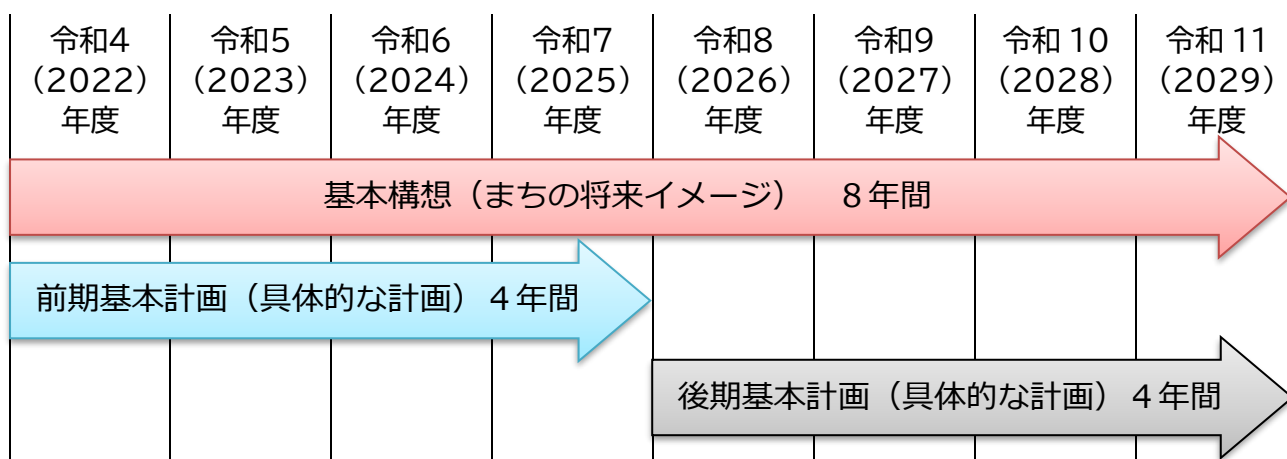 令和4
（2022）
年度
令和5
（2023）
年度
令和6
（2024）
年度
令和7
（2025）
年度
令和8
（2026）
年度
令和9
（2027）
年度
令和 10
（2028）
年度
令和 11
（2029）
年度
基本構想（まちの将来イメージ）　８年間
前期基本計画（具体的な計画）４年間
後期基本計画（具体的な計画）４年間